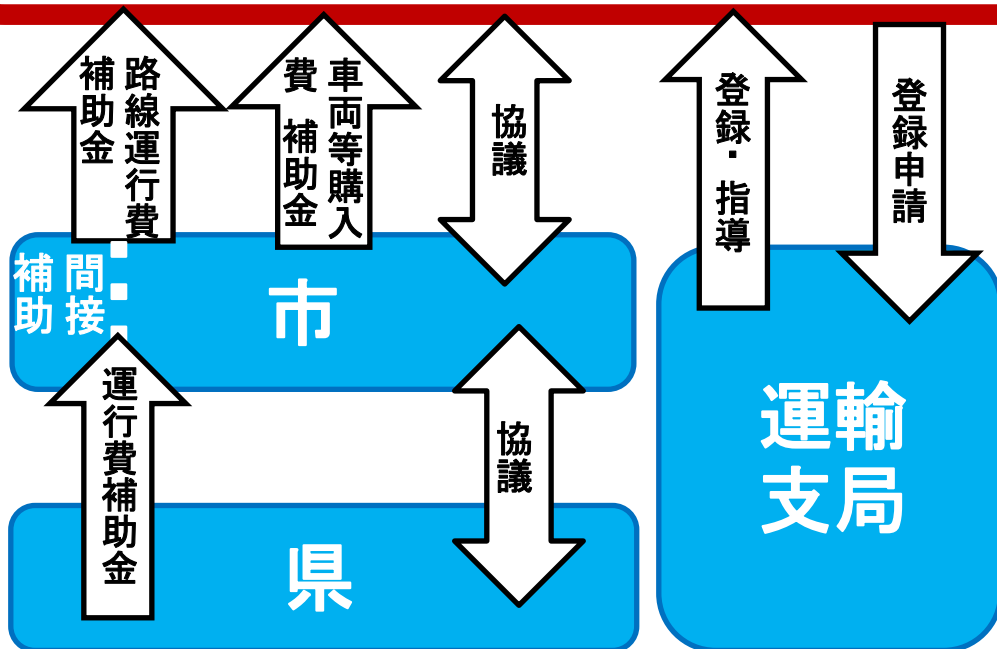 路線運行費
補助金
車両等購入
費 補助金
協議
登録・指導
登録申請
間接
補助
市
運行費補助金
協議
県
運輸
支局